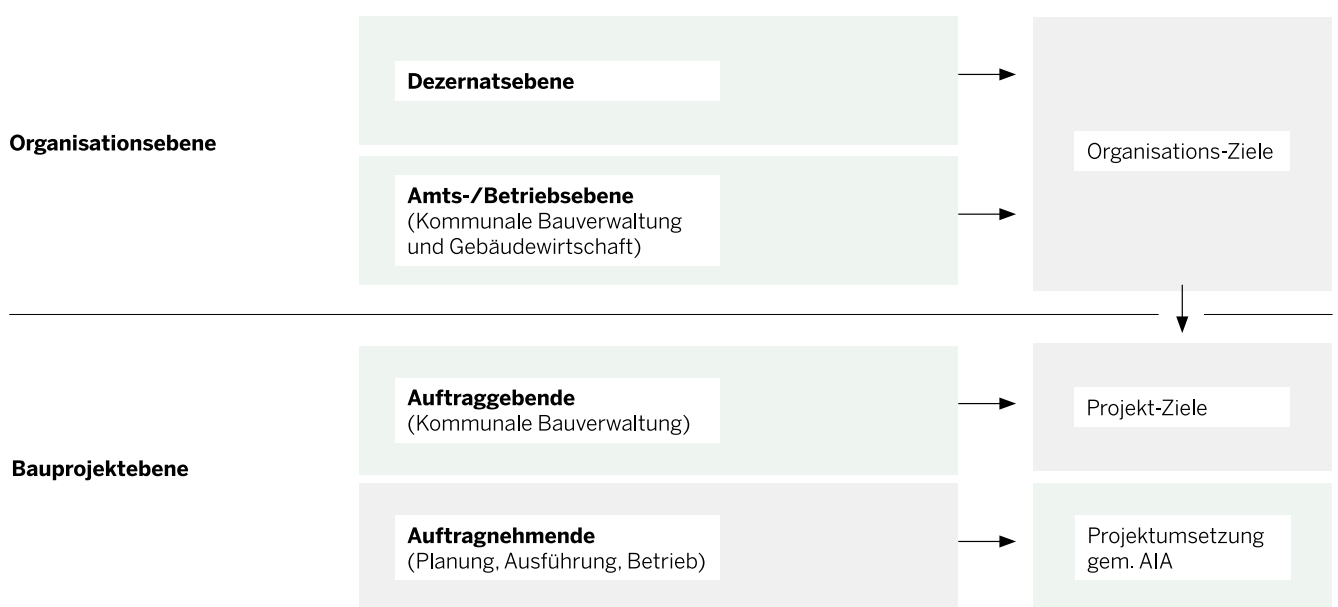 Organisationsebene
Dezernatsebene
Amts-/Betriebsebene
(Kommunale Bauverwaltung
und Gebäudewirtschaft)
Organisations-Ziele
Bauprojektebene
Auftraggebende
(Kommunale Bauverwaltung)
Projekt-Ziele
Auftragnehmende
(Planung, Ausführung, Betrieb)
Projektumsetzung
gem. AIA